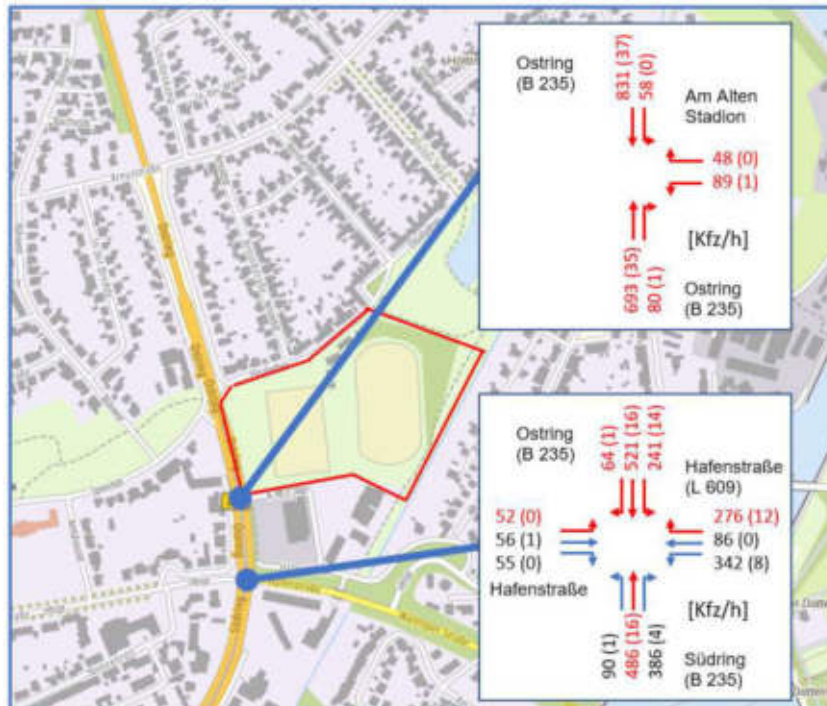 Ostring
(B 235)
831 (37)
58 (0)
Am Alten
Stadion
48 (0)
89 (1)
[Kfz/h]
693 (35)
80 (1)
Ostring
(B 235)
Ostring
(B 235)
64 (1)
521 (16)
241 (14)
Hafenstraße
(L 609)
52 (0)
276 (12)
56 (1)
86 (0)
55 (0)
342 (8)
Hafenstraße
[Kfz/h]
90 (1)
486 (16)
386 (4)
Südring
(B 235)